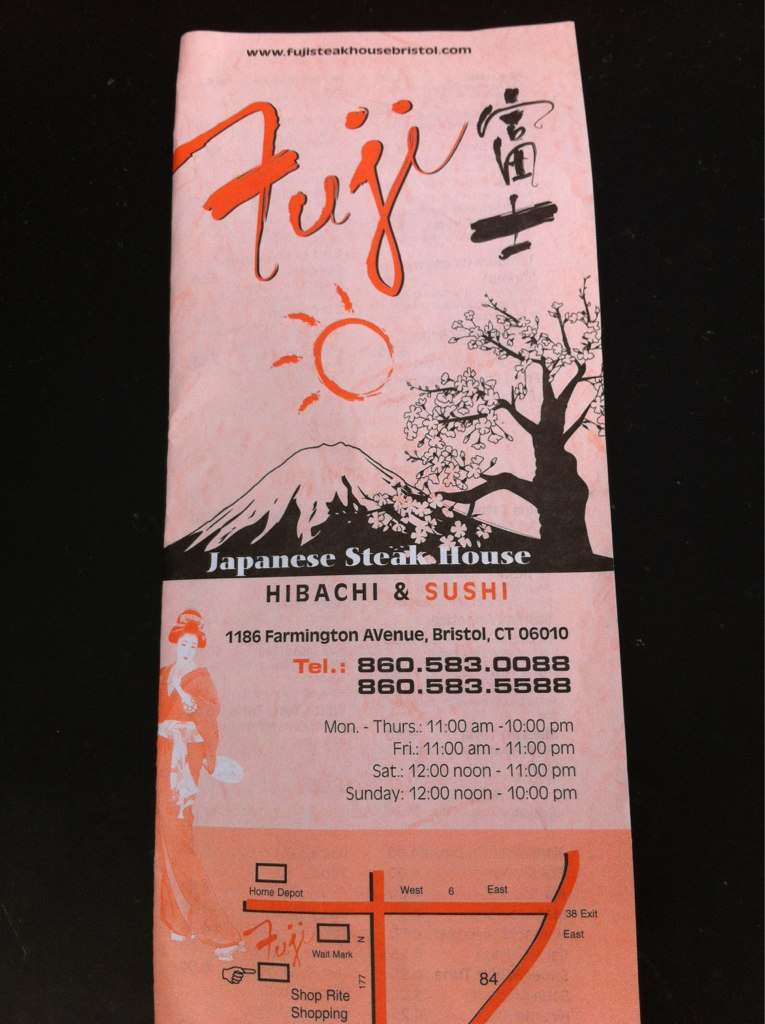 www.fujisteakhousebristol.com
Fuji
富士
Japanese Steak House
HIBACHI & SUSHI
1186 Farmington AVenue, Bristol, CT 06010
Tel.: 860.583.0088
860.583.5588
Mon. - Thurs.: 11:00 am -10:00 pm
Fri.: 11:00 am - 11:00 pm
Sat.: 12:00 noon - 11:00 pm
Sunday: 12:00 noon - 10:00 pm
Home Depot
West 6 East
38 Exit
East
Fuji
Walt Mark
N
177
84
Shop Rite
Shopping